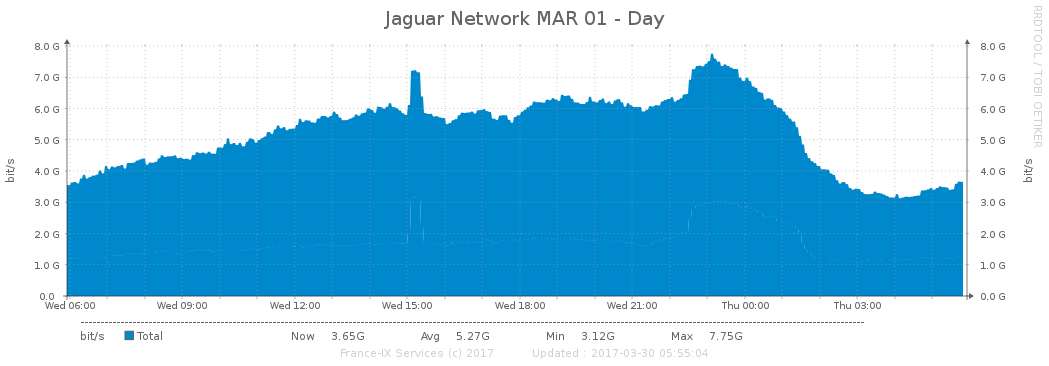 Jaguar Network MAR 01 - Day
RRDTOOL / TOBI OETIKER
8.0 G 8.0 G
7.0 G 7.0 G
6.0 G 6.0 G
5.0 G 5.0 G
4.0 G 4.0 G
3.0 G 3.0 G
2.0 G 2.0 G
1.0 G 1.0 G
0.0 0.0 G
bit/s bit/s
Wed 06:00 Wed 09:00 Wed 12:00 Wed 15:00 Wed 18:00 Wed 21:00 Thu 00:00 Thu 03:00
bit/s Total Now 3.65G Avg 5.27G Min 3.12G Max 7.75G
France-IX Services (c) 2017 Updated : 2017-03-30 05:55:04